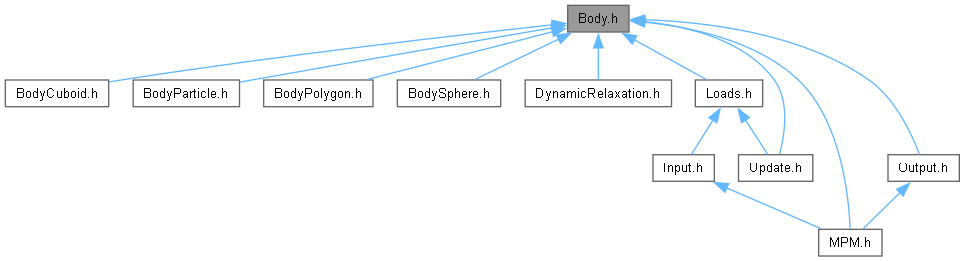 Body.h
BodyCuboid.h
BodyParticle.h
BodyPolygon.h
BodySphere.h
DynamicRelaxation.h
Loads.h
Input.h
Update.h
Output.h
MPM.h